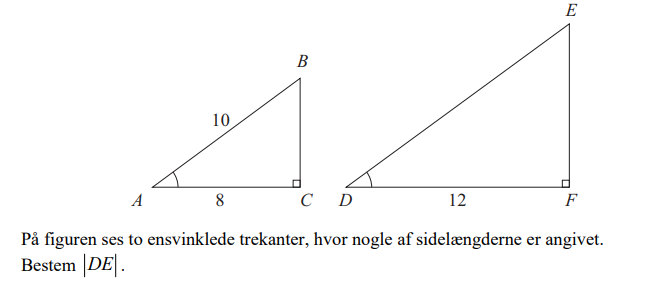 E
B
10
A
8
C
D
12
F
På figuren ses to ensvinklede trekanter, hvor nogle af sidelængderne er angivet.
Bestem |DE|.